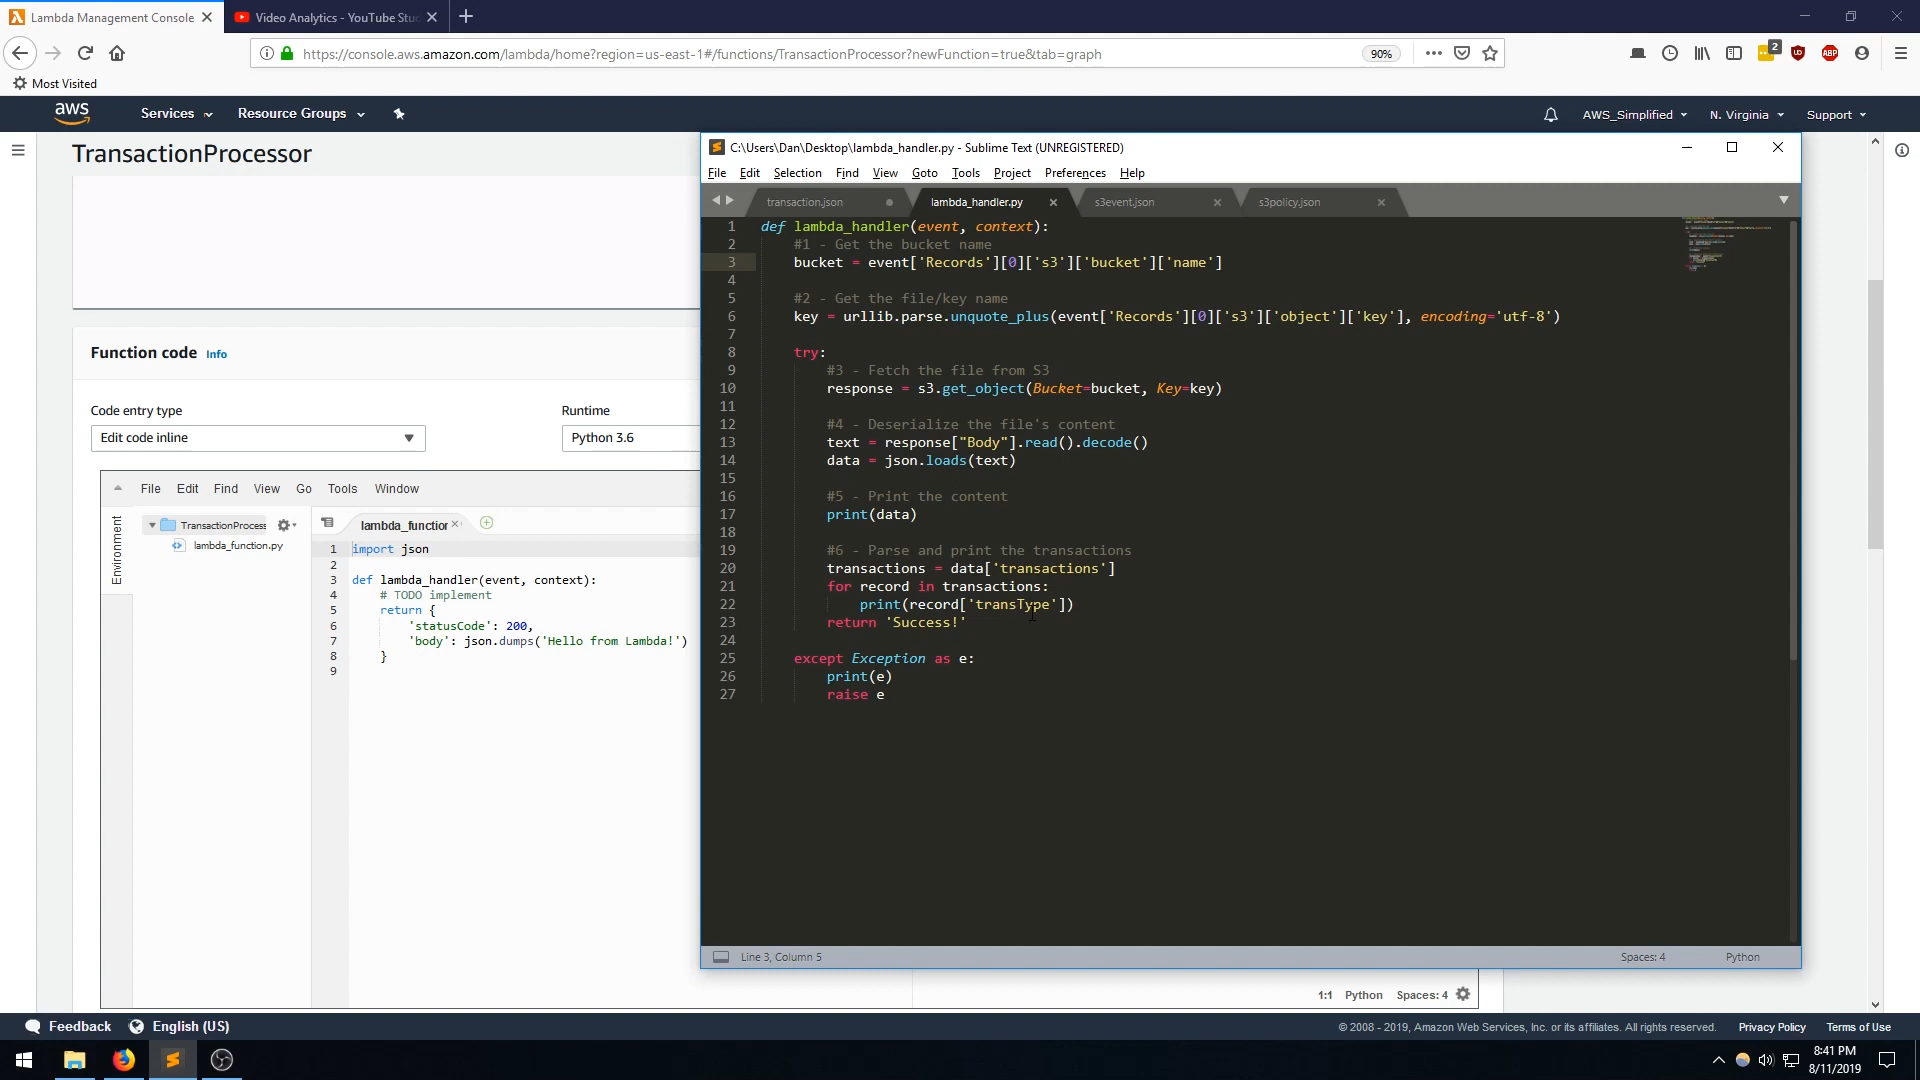 Lambda Management Console
Video Analytics - YouTube Stu
https://console.aws.amazon.com/lambda/home?region=us-east-1#/functions/TransactionProcessor?newFunction=true&tab=graph
90%
2
Most Visited
aws
Services
Resource Groups
AWS_Simplified
N. Virginia
Support
TransactionProcessor
Function code
Info
Code entry type
Runtime
Edit code inline
Python 3.6
File Edit Find View Go Tools Window
Environment
TransactionProcess
lambda_function.py
lambda_function
1 import json
2
3 def lambda_handler(event, context):
4 # TODO implement
5 return {
6 'statusCode': 200,
7 'body': json.dumps('Hello from Lambda!')
8 }
9
C:\Users\Dan\Desktop\lambda_handler.py - Sublime Text (UNREGISTERED)
File Edit Selection Find View Goto Tools Project Preferences Help
transaction.json
lambda_handler.py
s3event.json
s3policy.json
1 def lambda_handler(event, context):
2 #1 - Get the bucket name
3 bucket = event['Records'][0]['s3']['bucket']['name']
4
5 #2 - Get the file/key name
6 key = urllib.parse.unquote_plus(event['Records'][0]['s3']['object']['key'], encoding='utf-8')
7
8 try:
9 #3 - Fetch the file from S3
10 response = s3.get_object(Bucket=bucket, Key=key)
11
12 #4 - Deserialize the file's content
13 text = response["Body"].read().decode()
14 data = json.loads(text)
15
16 #5 - Print the content
17 print(data)
18
19 #6 - Parse and print the transactions
20 transactions = data['transactions']
21 for record in transactions:
22 print(record['transType'])
23 return 'Success!'
24
25 except Exception as e:
26 print(e)
27 raise e
Line 3, Column 5
Spaces: 4
Python
1:1 Python Spaces: 4
Feedback
English (US)
© 2008 - 2019, Amazon Web Services, Inc. or its affiliates. All rights reserved.
Privacy Policy
Terms of Use
8:41 PM
8/11/2019